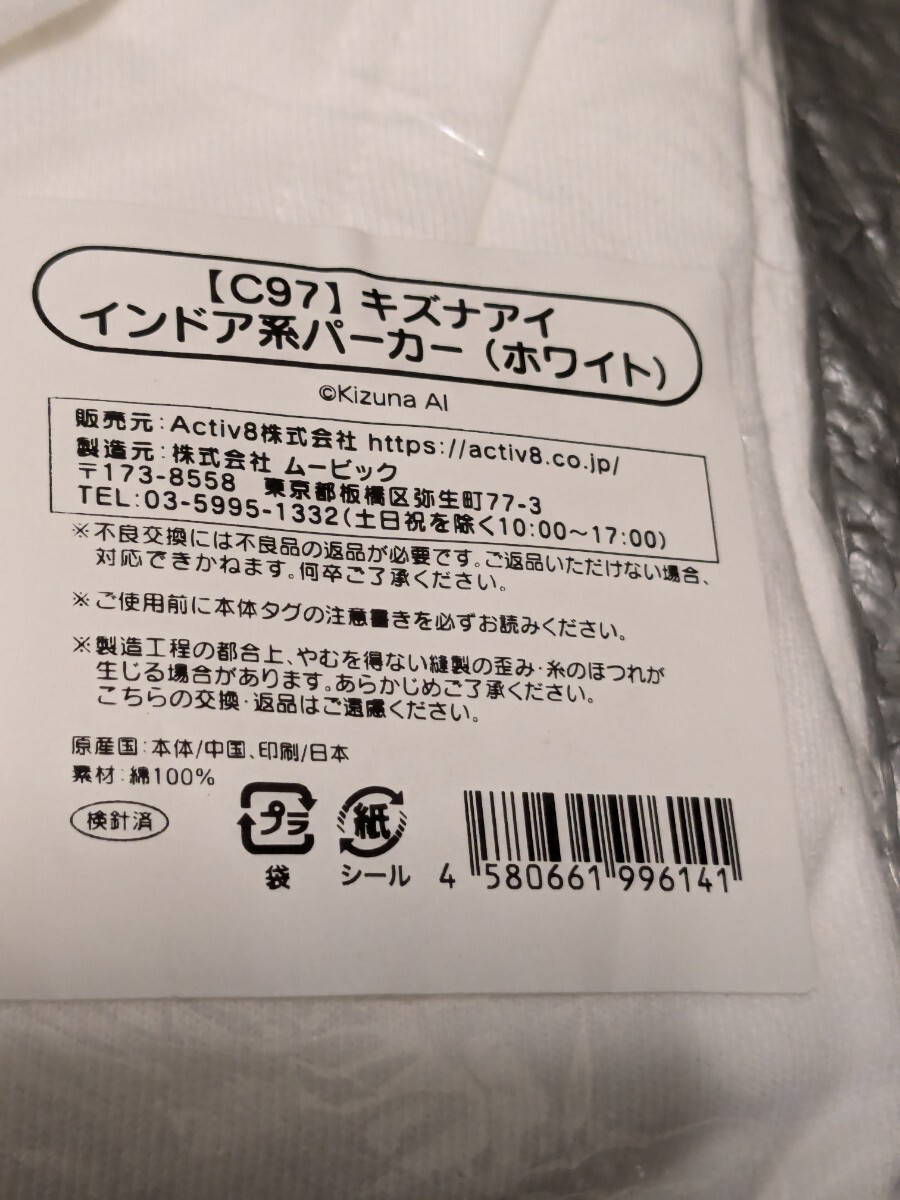 【C97】キズナアイ
インドア系パーカー（ホワイト）
©Kizuna AI
販売元：Activ8株式会社 https://activ8.co.jp/
製造元：株式会社 ムービック
〒173-8558 東京都板橋区弥生町77-3
TEL：03-5995-1332（土日祝を除く10:00～17:00）
※不良交換には不良品の返品が必要です。ご返品いただけない場合、
対応できかねます。何卒ご了承ください。
※ご使用前に本体タグの注意書きを必ずお読みください。
※製造工程の都合上、やむを得ない縫製の歪み・糸のほつれが
生じる場合があります。あらかじめご了承ください。
こちらの交換・返品はご遠慮ください。
原産国：本体/中国、印刷/日本
素材：綿100%
検針済
プラ
袋
紙
シール
4 580661 996141